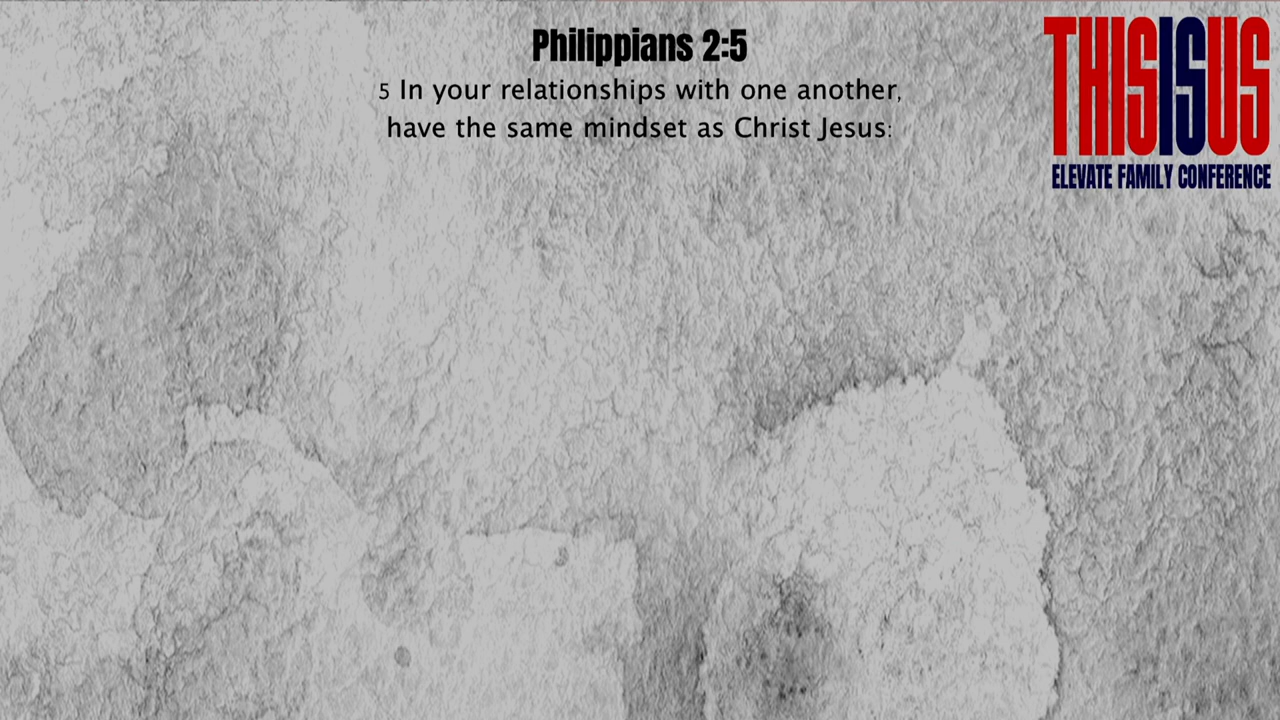 Philippians 2:5
5 In your relationships with one another,
have the same mindset as Christ Jesus:
THISISUS
ELEVATE FAMILY CONFERENCE